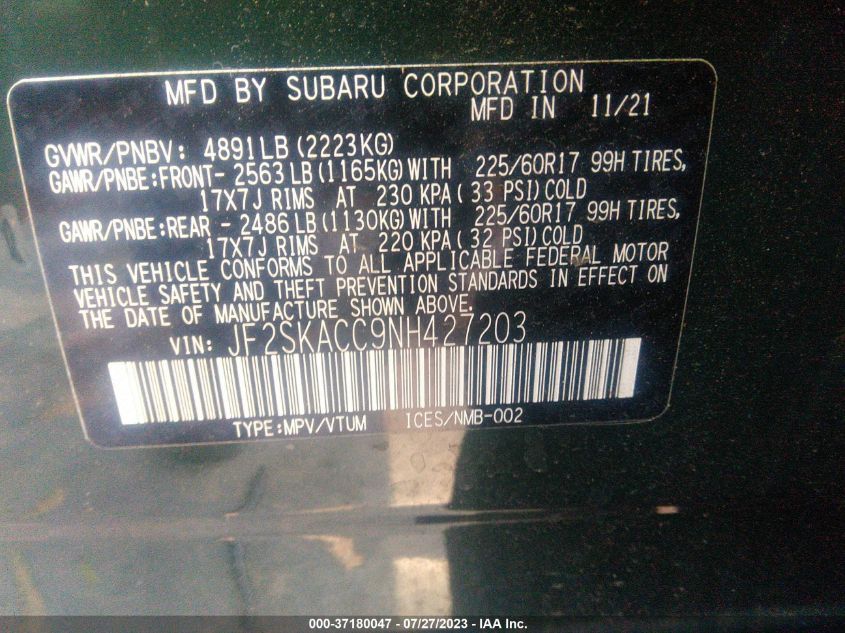 MFD BY SUBARU CORPORATION
MFD IN 11/21
GVWR/PNBV: 4891LB (2223KG)
GAWR/PNBE:FRONT- 2563 LB (1165KG)WITH 225/60R17 99H TIRES,
17X7J RIMS AT 230 KPA ( 33 PSI)COLD
GAWR/PNBE:REAR - 2486 LB (1130KG)WITH 225/60R17 99H TIRES,
17X7J RIMS AT 220 KPA ( 32 PSI)COLD
THIS VEHICLE CONFORMS TO ALL APPLICABLE FEDERAL MOTOR
VEHICLE SAFETY AND THEFT PREVENTION STANDARDS IN EFFECT ON
THE DATE OF MANUFACTURE SHOWN ABOVE.
VIN: JF2SKACC9NH427203
TYPE:MPV/VTUM ICES/NMB-002
000-37180047 / 07/27/2023 - IAA Inc.